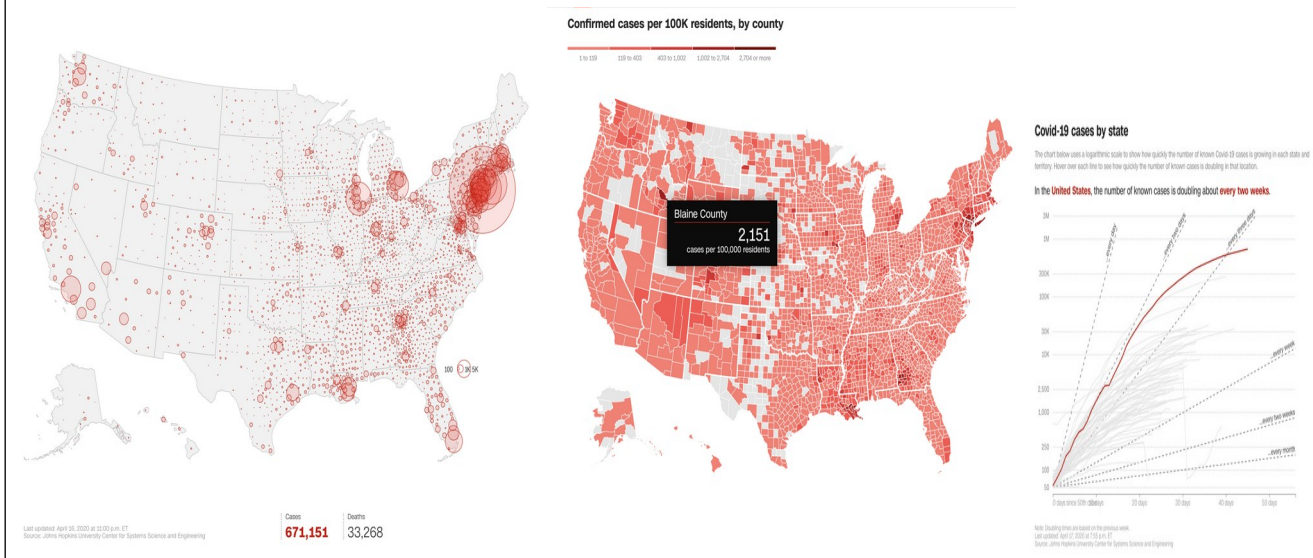 Confirmed cases per 100K residents, by county
1 to 119
119 to 403
403 to 1,002
1,002 to 2,704
2,704 or more
Blaine County
2,151
cases per 100,000 residents
100
1K
5K
Cases
671,151
Deaths
33,268
Last updated: April 16, 2020 at 11:00 p.m. ET
Source: Johns Hopkins University Center for Systems Science and Engineering
Covid-19 cases by state
The chart below uses a logarithmic scale to show how quickly the number of known Covid-19 cases is growing in each state and
territory. Hover over each line to see how quickly the number of known cases is doubling in that location.
In the United States, the number of known cases is doubling about every two weeks.
every two days
every three days
...every week
...every two weeks
...every month
3M
1M
300K
100K
30K
10K
2,500
1,000
250
100
50
0 days since 50th
20 days
30 days
40 days
50 days
Note: Doubling times are based on the previous week.
Last updated: April 17, 2020 at 7:55 p.m. ET
Source: Johns Hopkins University Center for Systems Science and Engineering